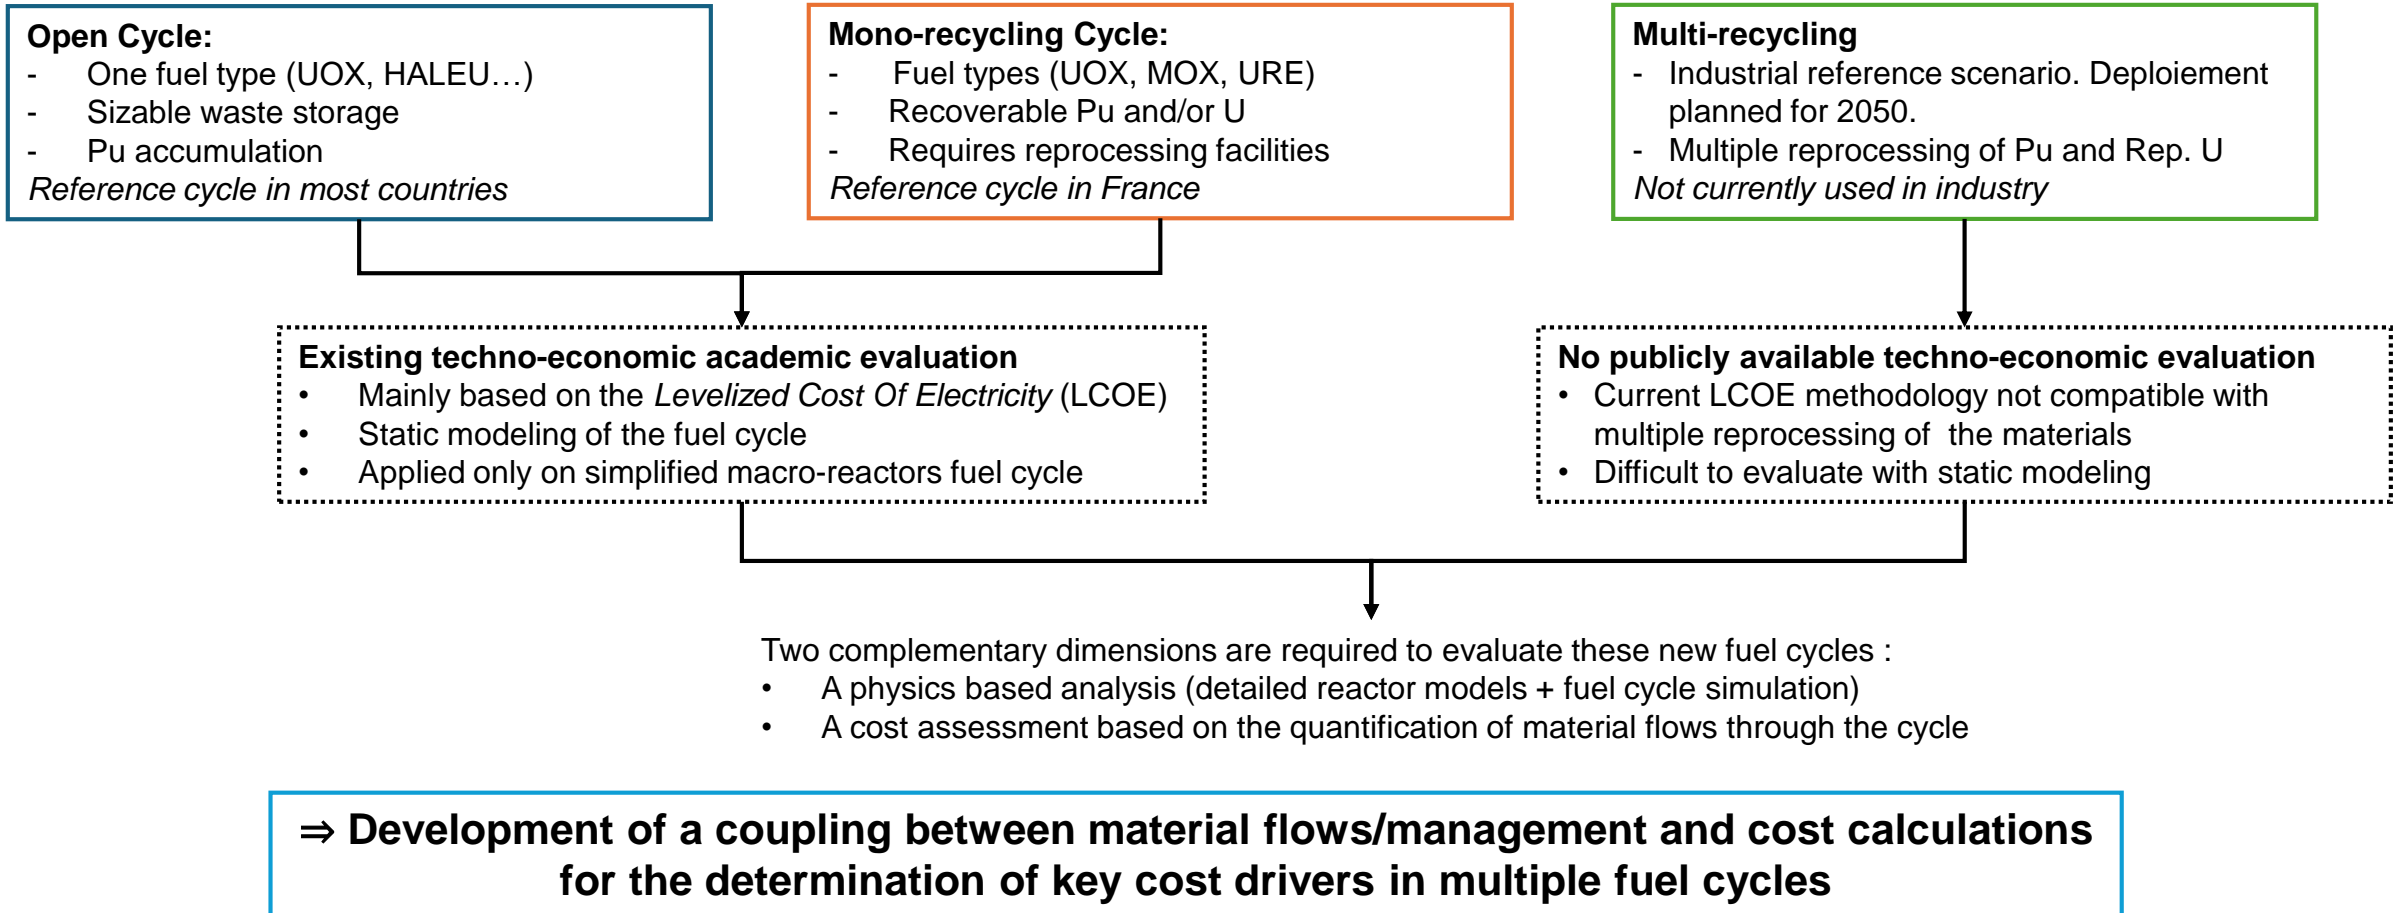 Open Cycle:
- One fuel type (UOX, HALEU…)
- Sizable waste storage
- Pu accumulation
Reference cycle in most countries
Mono-recycling Cycle:
- Fuel types (UOX, MOX, URE)
- Recoverable Pu and/or U
- Requires reprocessing facilities
Reference cycle in France
Multi-recycling
- Industrial reference scenario. Deploiement
planned for 2050.
- Multiple reprocessing of Pu and Rep. U
Not currently used in industry
Existing techno-economic academic evaluation
• Mainly based on the Levelized Cost Of Electricity (LCOE)
• Static modeling of the fuel cycle
• Applied only on simplified macro-reactors fuel cycle
No publicly available techno-economic evaluation
• Current LCOE methodology not compatible with
multiple reprocessing of the materials
• Difficult to evaluate with static modeling
Two complementary dimensions are required to evaluate these new fuel cycles :
• A physics based analysis (detailed reactor models + fuel cycle simulation)
• A cost assessment based on the quantification of material flows through the cycle
⇒ Development of a coupling between material flows/management and cost calculations
for the determination of key cost drivers in multiple fuel cycles